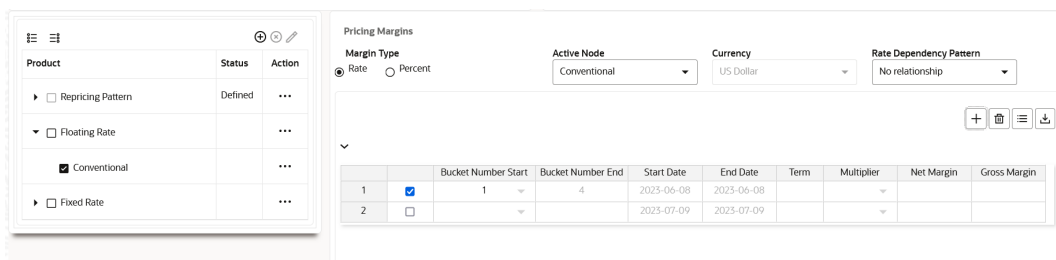 Product Status Action
Repricing Pattern Defined
Floating Rate
Conventional
Fixed Rate
Pricing Margins
Margin Type Active Node Currency Rate Dependency Pattern
Rate Percent Conventional US Dollar No relationship
Bucket Number Start Bucket Number End Start Date End Date Term Multiplier Net Margin Gross Margin
1 1 4 2023-06-08 2023-06-08
2 2023-07-09 2023-07-09